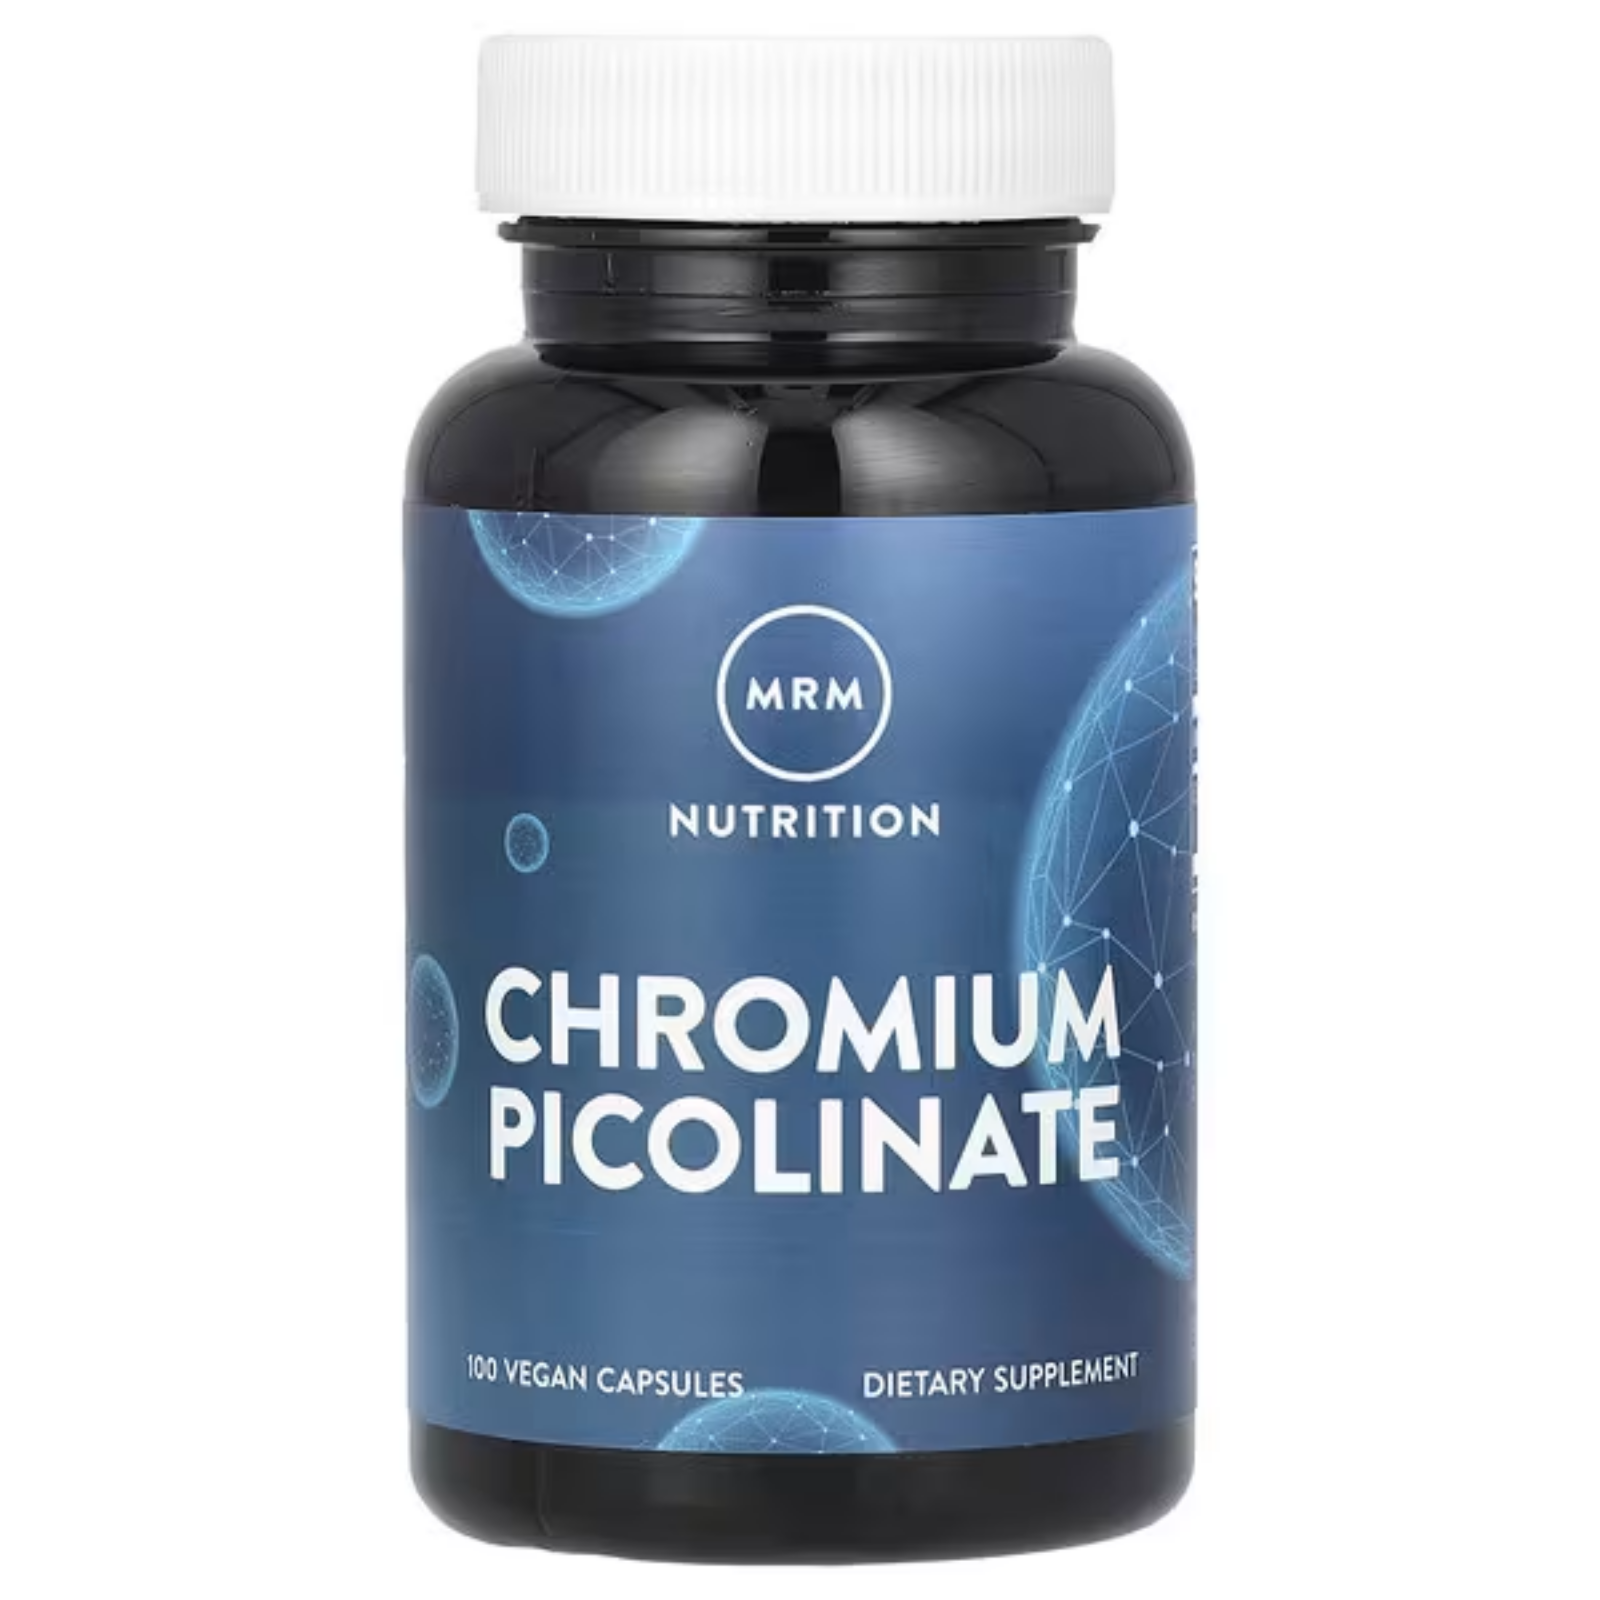 MRM
NUTRITION
CHROMIUM
PICOLINATE
100 VEGAN CAPSULES
DIETARY SUPPLEMENT